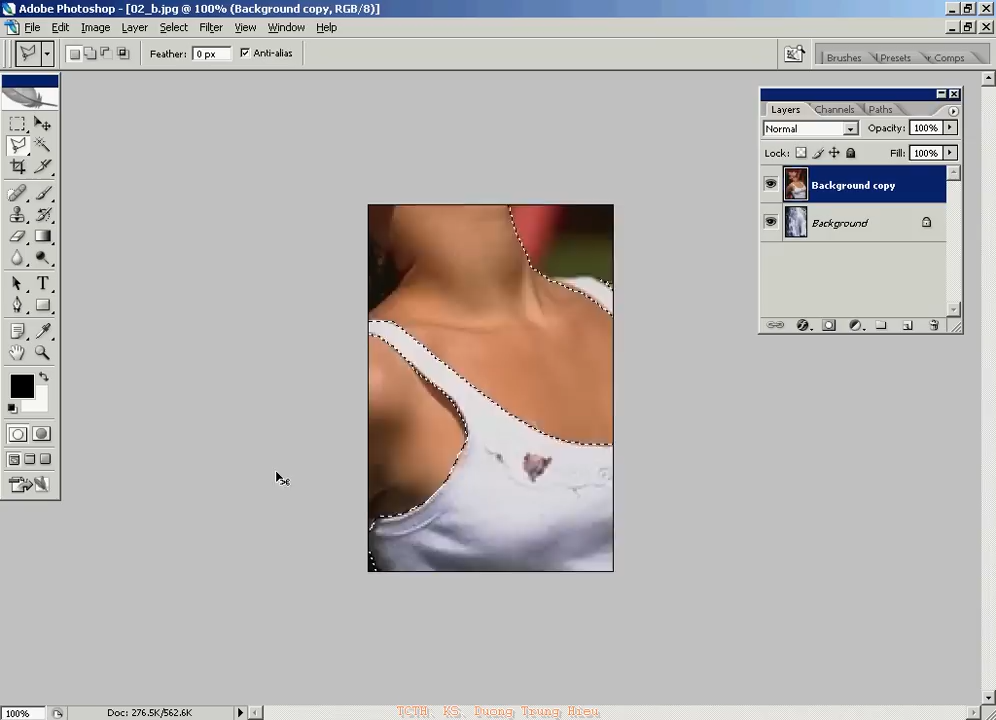 Adobe Photoshop - [02_b.jpg @ 100% (Background copy, RGB/8)]
File Edit Image Layer Select Filter View Window Help
Feather: 0 px Anti-alias
Brushes Presets Comps
Layers Channels Paths
Normal Opacity: 100%
Lock: Fill: 100%
Background copy
Background
T
100% Doc: 276.5K/562.6K
TCTH. KS. Duong Trung Hieu